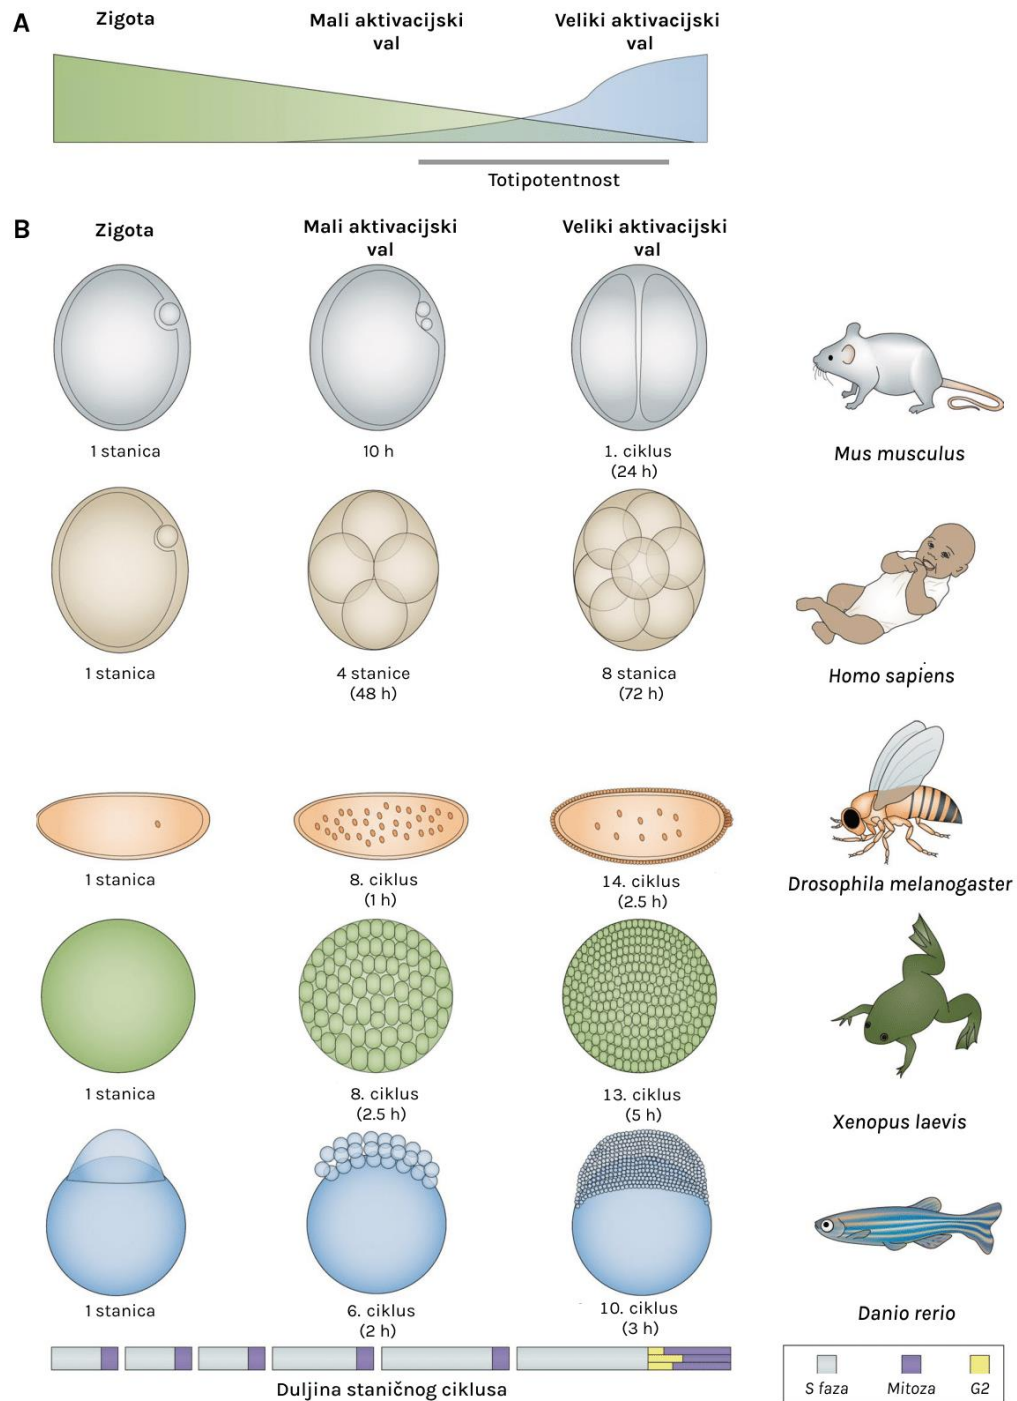 A
Zigota
Mali aktivacijski
val
Veliki aktivacijski
val
Totipotentnost
B
Zigota
Mali aktivacijski
val
Veliki aktivacijski
val
1 stanica
10 h
1. ciklus
(24 h)
Mus musculus
1 stanica
4 stanice
(48 h)
8 stanica
(72 h)
Homo sapiens
1 stanica
8. ciklus
(1 h)
14. ciklus
(2.5 h)
Drosophila melanogaster
1 stanica
8. ciklus
(2.5 h)
13. ciklus
(5 h)
Xenopus laevis
1 stanica
6. ciklus
(2 h)
10. ciklus
(3 h)
Danio rerio
Duljina staničnog ciklusa
S faza
Mitoza
G2